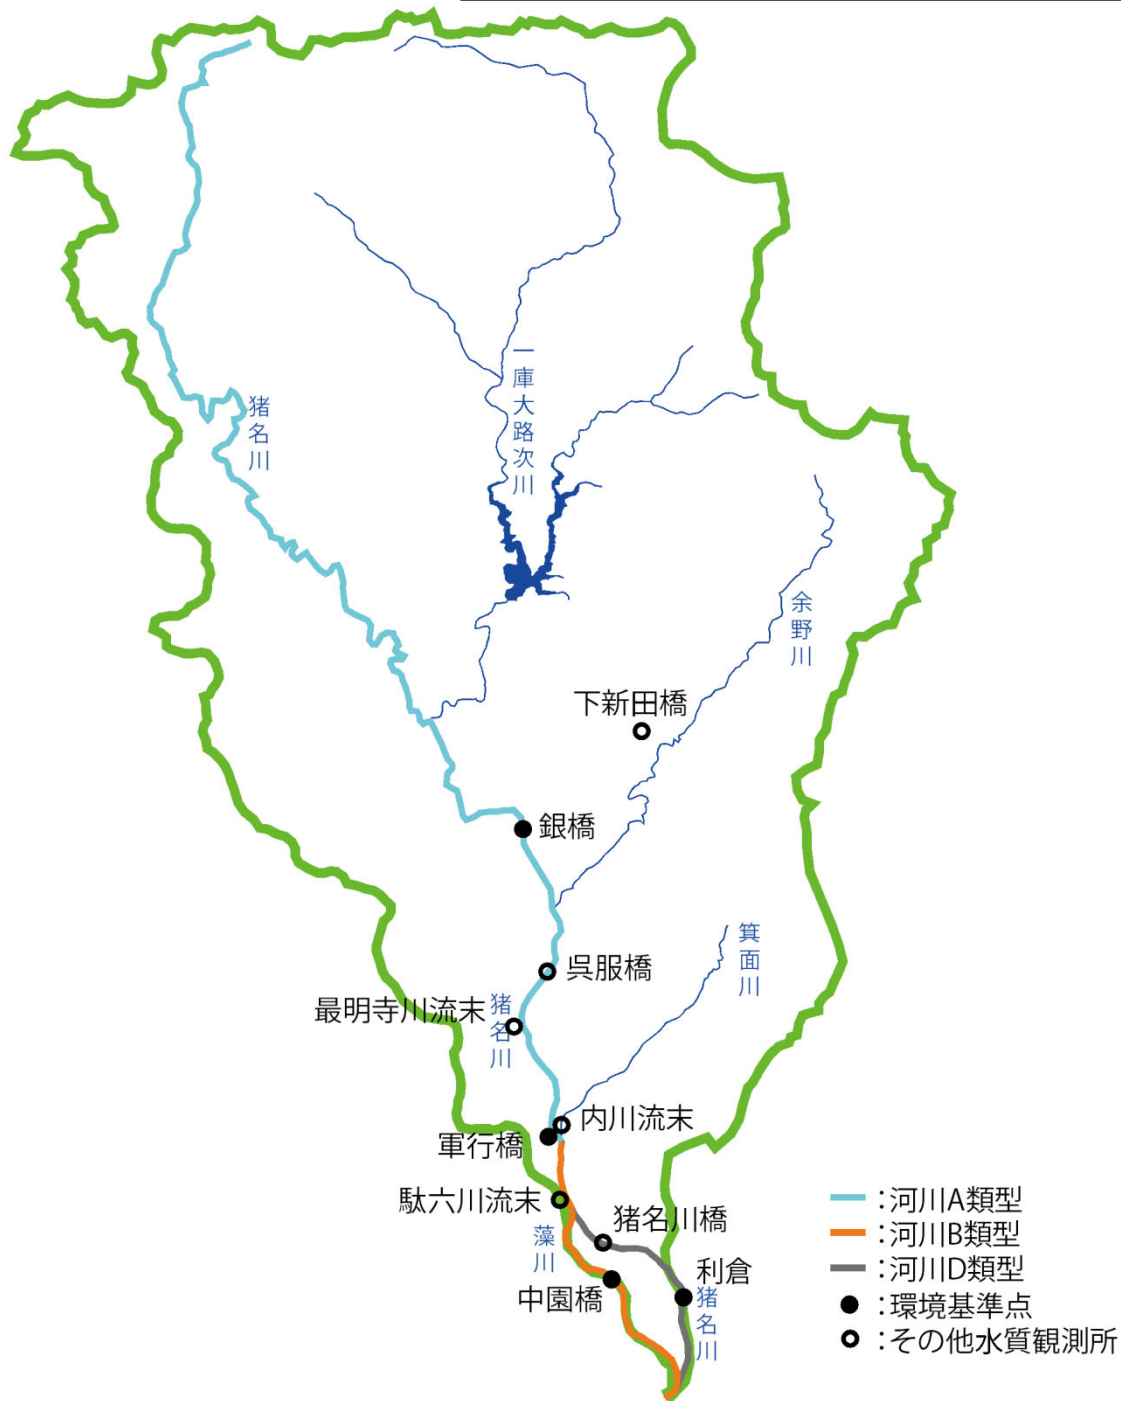 一庫大路次川
猪名川
余野川
下新田橋
銀橋
箕面川
呉服橋
最明寺川流末
猪名川
内川流末
軍行橋
駄六川流末
猪名川橋
藻川
利倉
中園橋
猪名川
:河川A類型
:河川B類型
:河川D類型
:環境基準点
:その他水質観測所